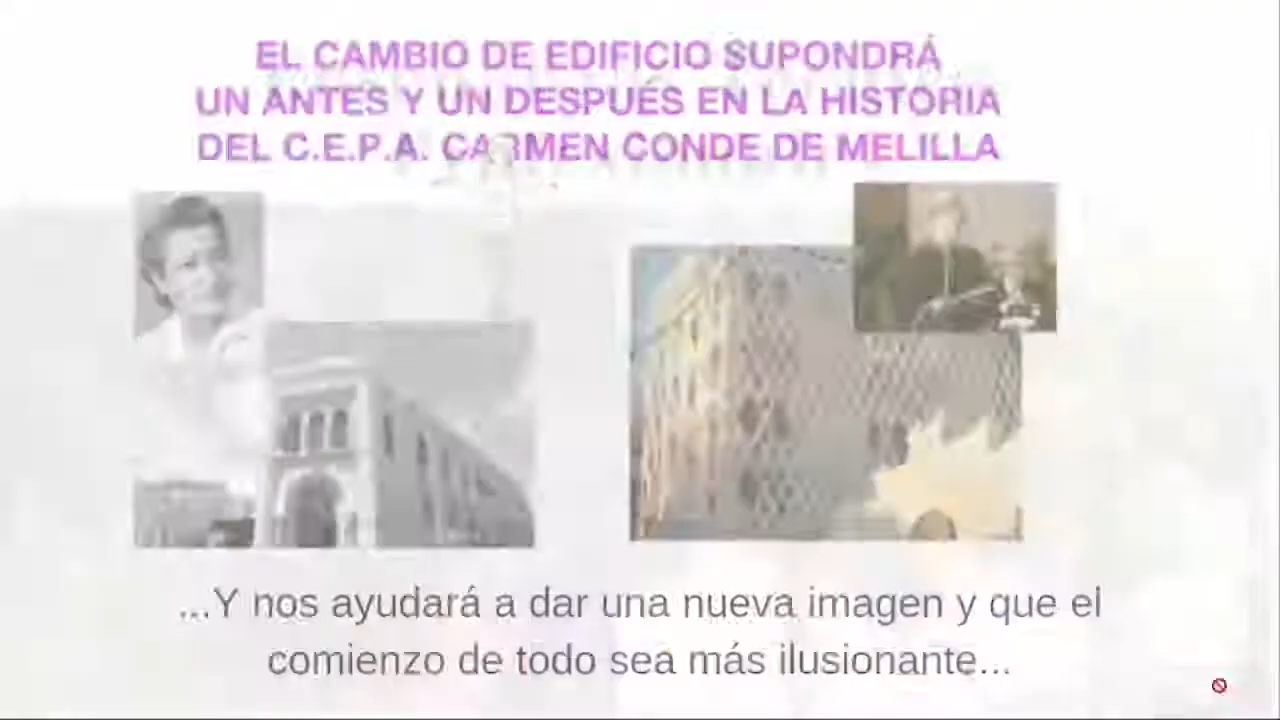 EL CAMBIO DE EDIFICIO SUPONDRÁ
UN ANTES Y UN DESPUÉS EN LA HISTORIA
DEL C.E.P.A. CARMEN CONDE DE MELILLA
...Y nos ayudará a dar una nueva imagen y que el
comienzo de todo sea más ilusionante...